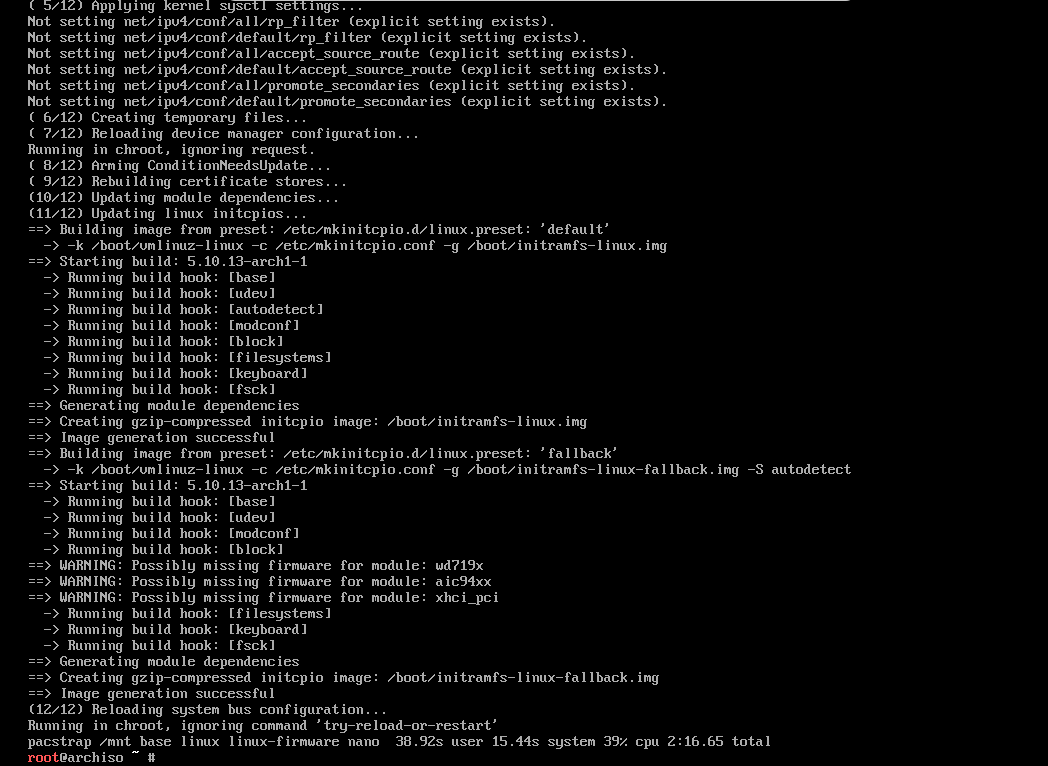 ( 5/12) Applying kernel sysctl settings...
Not setting net/ipv4/conf/all/rp_filter (explicit setting exists).
Not setting net/ipv4/conf/default/rp_filter (explicit setting exists).
Not setting net/ipv4/conf/all/accept_source_route (explicit setting exists).
Not setting net/ipv4/conf/default/accept_source_route (explicit setting exists).
Not setting net/ipv4/conf/all/promote_secondaries (explicit setting exists).
Not setting net/ipv4/conf/default/promote_secondaries (explicit setting exists).
( 6/12) Creating temporary files...
( 7/12) Reloading device manager configuration...
Running in chroot, ignoring request.
( 8/12) Arming ConditionNeedsUpdate...
( 9/12) Rebuilding certificate stores...
(10/12) Updating module dependencies...
(11/12) Updating linux initcpios...
==> Building image from preset: /etc/mkinitcpio.d/linux.preset: 'default'
  -> -k /boot/vmlinuz-linux -c /etc/mkinitcpio.conf -g /boot/initramfs-linux.img
==> Starting build: 5.10.13-arch1-1
  -> Running build hook: [base]
  -> Running build hook: [udev]
  -> Running build hook: [autodetect]
  -> Running build hook: [modconf]
  -> Running build hook: [block]
  -> Running build hook: [filesystems]
  -> Running build hook: [keyboard]
  -> Running build hook: [fsck]
==> Generating module dependencies
==> Creating gzip-compressed initcpio image: /boot/initramfs-linux.img
==> Image generation successful
==> Building image from preset: /etc/mkinitcpio.d/linux.preset: 'fallback'
  -> -k /boot/vmlinuz-linux -c /etc/mkinitcpio.conf -g /boot/initramfs-linux-fallback.img -S autodetect
==> Starting build: 5.10.13-arch1-1
  -> Running build hook: [base]
  -> Running build hook: [udev]
  -> Running build hook: [modconf]
  -> Running build hook: [block]
==> WARNING: Possibly missing firmware for module: wd719x
==> WARNING: Possibly missing firmware for module: aic94xx
==> WARNING: Possibly missing firmware for module: xhci_pci
  -> Running build hook: [filesystems]
  -> Running build hook: [keyboard]
  -> Running build hook: [fsck]
==> Generating module dependencies
==> Creating gzip-compressed initcpio image: /boot/initramfs-linux-fallback.img
==> Image generation successful
(12/12) Reloading system bus configuration...
Running in chroot, ignoring command 'try-reload-or-restart'
pacstrap /mnt base linux linux-firmware nano  38.92s user 15.44s system 39% cpu 2:16.65 total
root@archiso ~ #